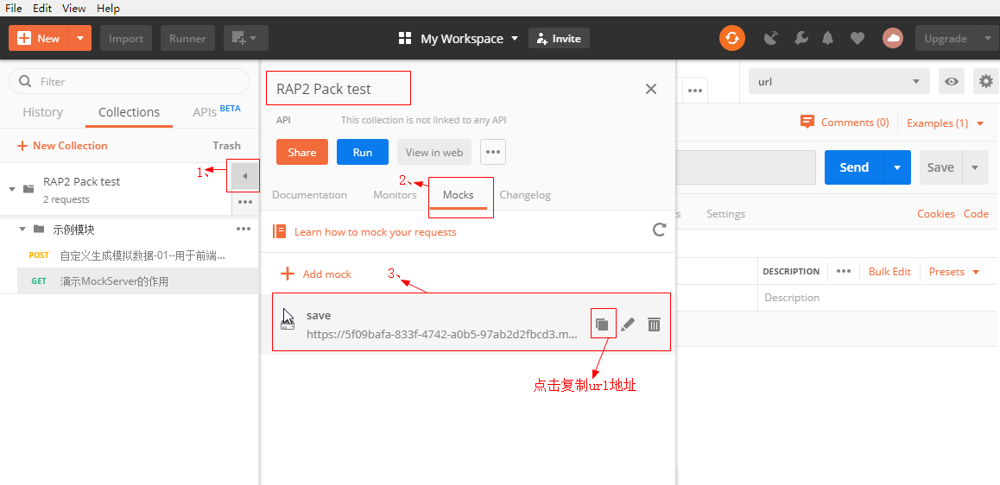 File Edit View Help
New Import Runner My Workspace Invite Upgrade
Filter
History Collections APIs BETA
New Collection Trash
RAP2 Pack test
2 requests
1、
示例模块
POST 自定义生成模拟数据-01--用于前端...
GET 演示MockServer的作用
RAP2 Pack test
API This collection is not linked to any API
Share Run View in web
2、
Documentation Monitors Mocks Changelog
Learn how to mock your requests
Add mock
3、
save
https://5f09bafa-833f-4742-a0b5-97ab2d2fbcd3.m...
点击复制url地址
url
Comments (0) Examples (1)
Send Save
s Settings Cookies Code
DESCRIPTION Bulk Edit Presets
Description